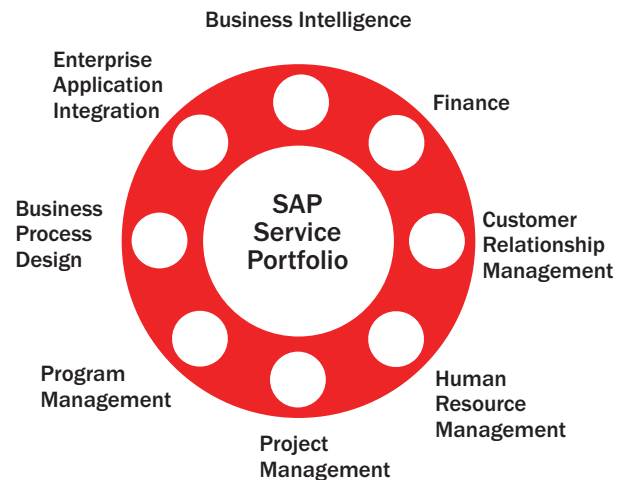 Business Intelligence
Enterprise
Application
Integration
Finance
SAP
Service
Portfolio
Business
Process
Design
Customer
Relationship
Management
Program
Management
Human
Resource
Management
Project
Management